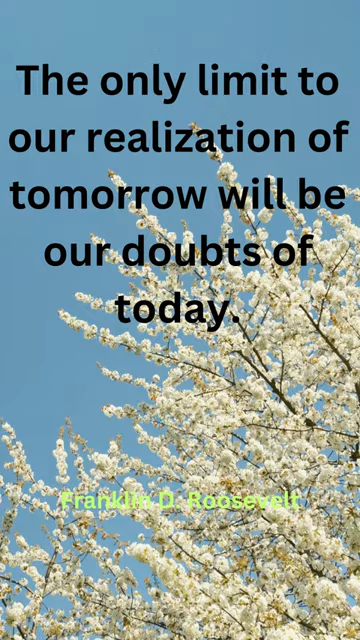 The only limit to
our realization of
tomorrow will be
our doubts of
today.
Franklin D. Roosevelt